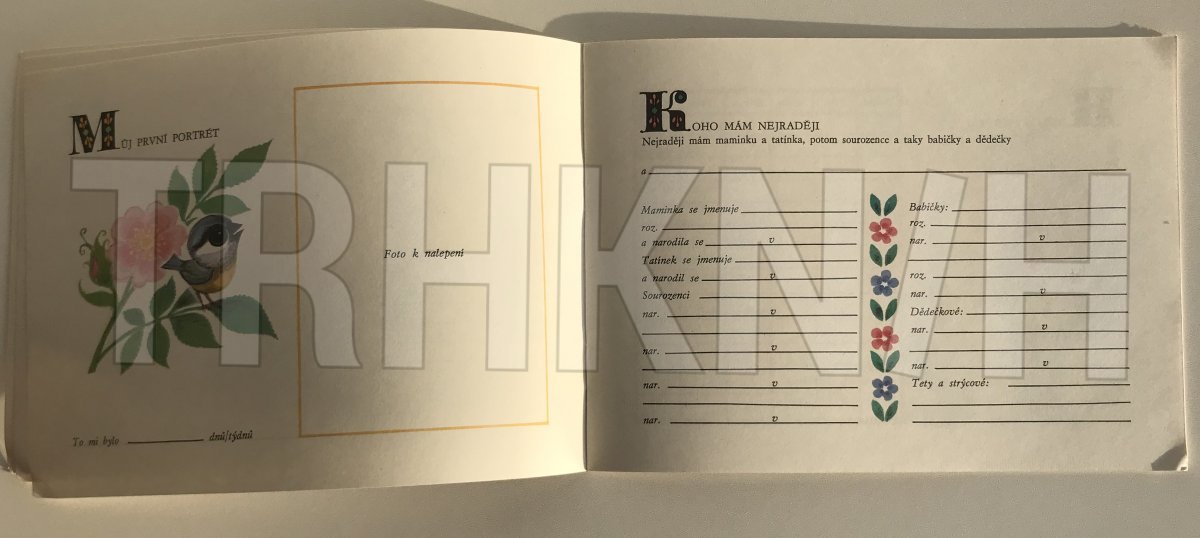 MŮJ PRVNÍ PORTRÉT
Foto k nalepení
To mi bylo dnů/týdnů
KOHO MÁM NEJRADĚJI
Nejraději mám maminku a tatínka, potom sourozence a taky babičky a dědečky
a
Maminka se jmenuje
roz.
a narodila se v
Tatínek se jmenuje
a narodil se v
Sourozenci
nar. v
nar. v
nar. v
nar. v
Babičky:
roz.
nar. v
roz.
nar. v
Dědečkové:
nar. v
nar. v
Tety a strýcové:
TRHKNVH